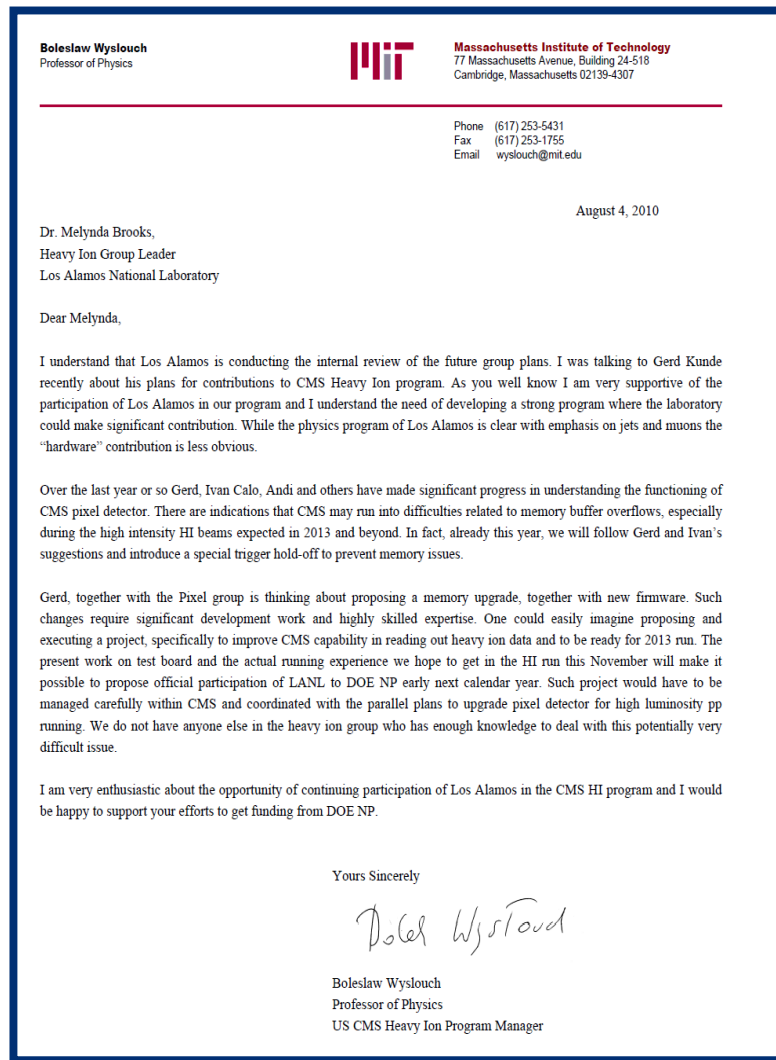 Boleslaw Wyslouch
Professor of Physics
MIT
Massachusetts Institute of Technology
77 Massachusetts Avenue, Building 24-518
Cambridge, Massachusetts 02139-4307
Phone (617) 253-5431
Fax (617) 253-1755
Email wyslouch@mit.edu
August 4, 2010
Dr. Melynda Brooks,
Heavy Ion Group Leader
Los Alamos National Laboratory
Dear Melynda,
I understand that Los Alamos is conducting the internal review of the future group plans. I was talking to Gerd Kunde
recently about his plans for contributions to CMS Heavy Ion program. As you well know I am very supportive of the
participation of Los Alamos in our program and I understand the need of developing a strong program where the laboratory
could make significant contribution. While the physics program of Los Alamos is clear with emphasis on jets and muons the
“hardware” contribution is less obvious.
Over the last year or so Gerd, Ivan Calo, Andi and others have made significant progress in understanding the functioning of
CMS pixel detector. There are indications that CMS may run into difficulties related to memory buffer overflows, especially
during the high intensity HI beams expected in 2013 and beyond. In fact, already this year, we will follow Gerd and Ivan’s
suggestions and introduce a special trigger hold-off to prevent memory issues.
Gerd, together with the Pixel group is thinking about proposing a memory upgrade, together with new firmware. Such
changes require significant development work and highly skilled expertise. One could easily imagine proposing and
executing a project, specifically to improve CMS capability in reading out heavy ion data and to be ready for 2013 run. The
present work on test board and the actual running experience we hope to get in the HI run this November will make it
possible to propose official participation of LANL to DOE NP early next calendar year. Such project would have to be
managed carefully within CMS and coordinated with the parallel plans to upgrade pixel detector for high luminosity pp
running. We do not have anyone else in the heavy ion group who has enough knowledge to deal with this potentially very
difficult issue.
I am very enthusiastic about the opportunity of continuing participation of Los Alamos in the CMS HI program and I would
be happy to support your efforts to get funding from DOE NP.
Yours Sincerely
Boleslaw Wyslouch
Professor of Physics
US CMS Heavy Ion Program Manager